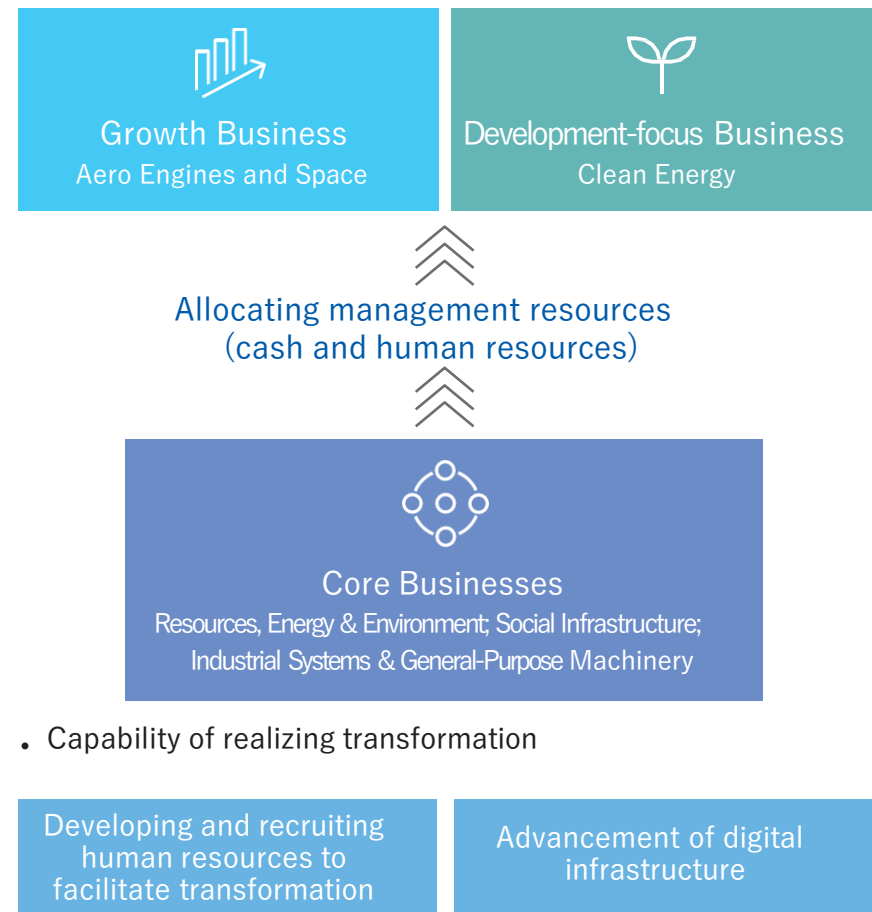 Growth Business
Aero Engines and Space
Development-focus Business
Clean Energy
Allocating management resources
(cash and human resources)
Core Businesses
Resources, Energy & Environment; Social Infrastructure;
Industrial Systems & General-Purpose Machinery
. Capability of realizing transformation
Developing and recruiting
human resources to
facilitate transformation
Advancement of digital
infrastructure